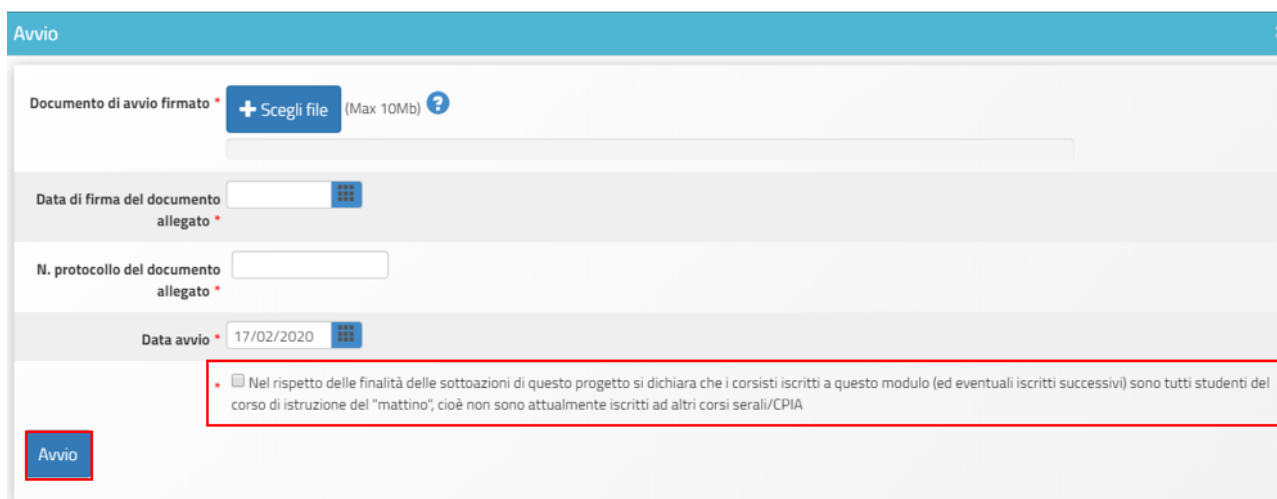 Avvio
Documento di avvio firmato *
+ Scegli file (Max 10Mb) ?
Data di firma del documento
allegato *
N. protocollo del documento
allegato *
Data avvio * 17/02/2020
* Nel rispetto delle finalità delle sottoazioni di questo progetto si dichiara che i corsisti iscritti a questo modulo (ed eventuali iscritti successivi) sono tutti studenti del
corso di istruzione del "mattino", cioè non sono attualmente iscritti ad altri corsi serali/CPIA
Avvio